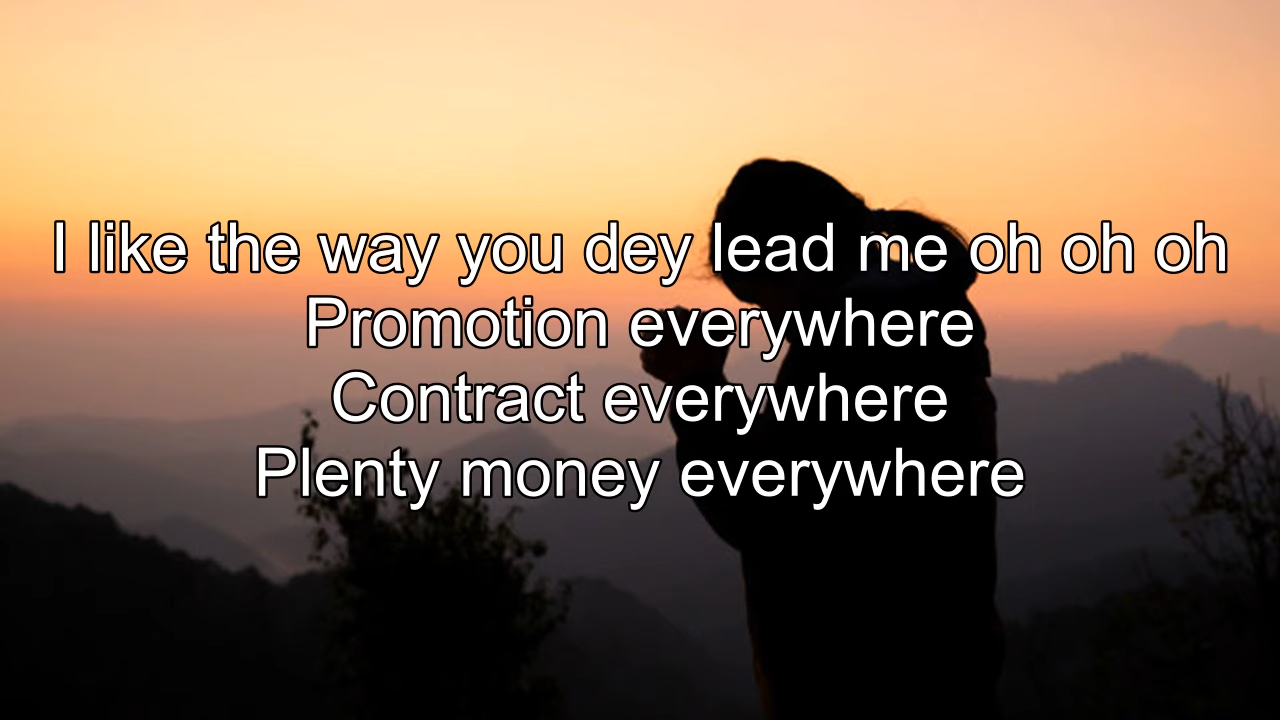 I like the way you dey lead me oh oh oh
Promotion everywhere
Contract everywhere
Plenty money everywhere